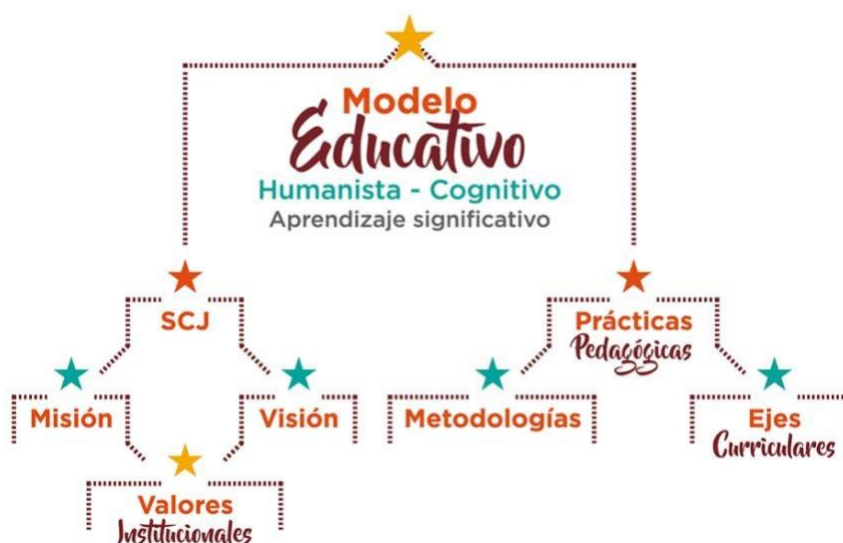 Modelo
Educativo
Humanista - Cognitivo
Aprendizaje significativo
SCJ
Prácticas
Pedagógicas
Misión
Visión
Metodologías
Ejes
Curriculares
Valores
Institucionales